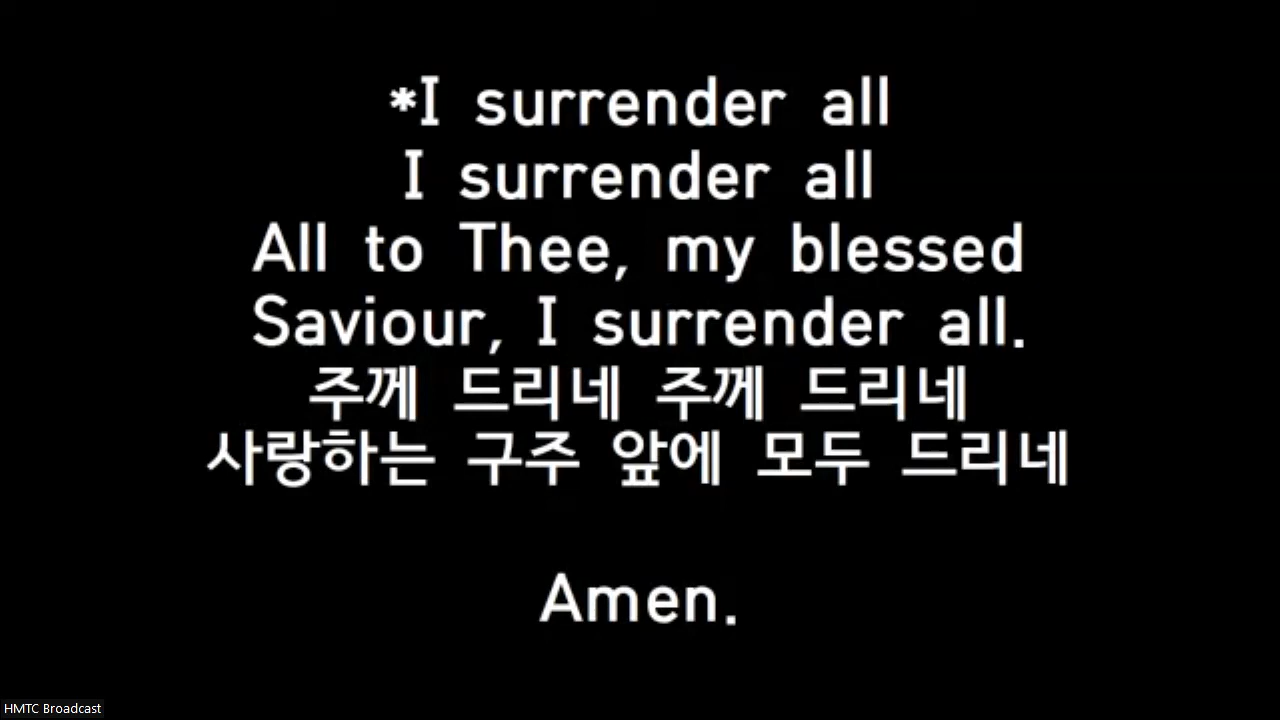 *I surrender all
I surrender all
All to Thee, my blessed
Saviour, I surrender all.
주께 드리네 주께 드리네
사랑하는 구주 앞에 모두 드리네
Amen.
HMTC Broadcast